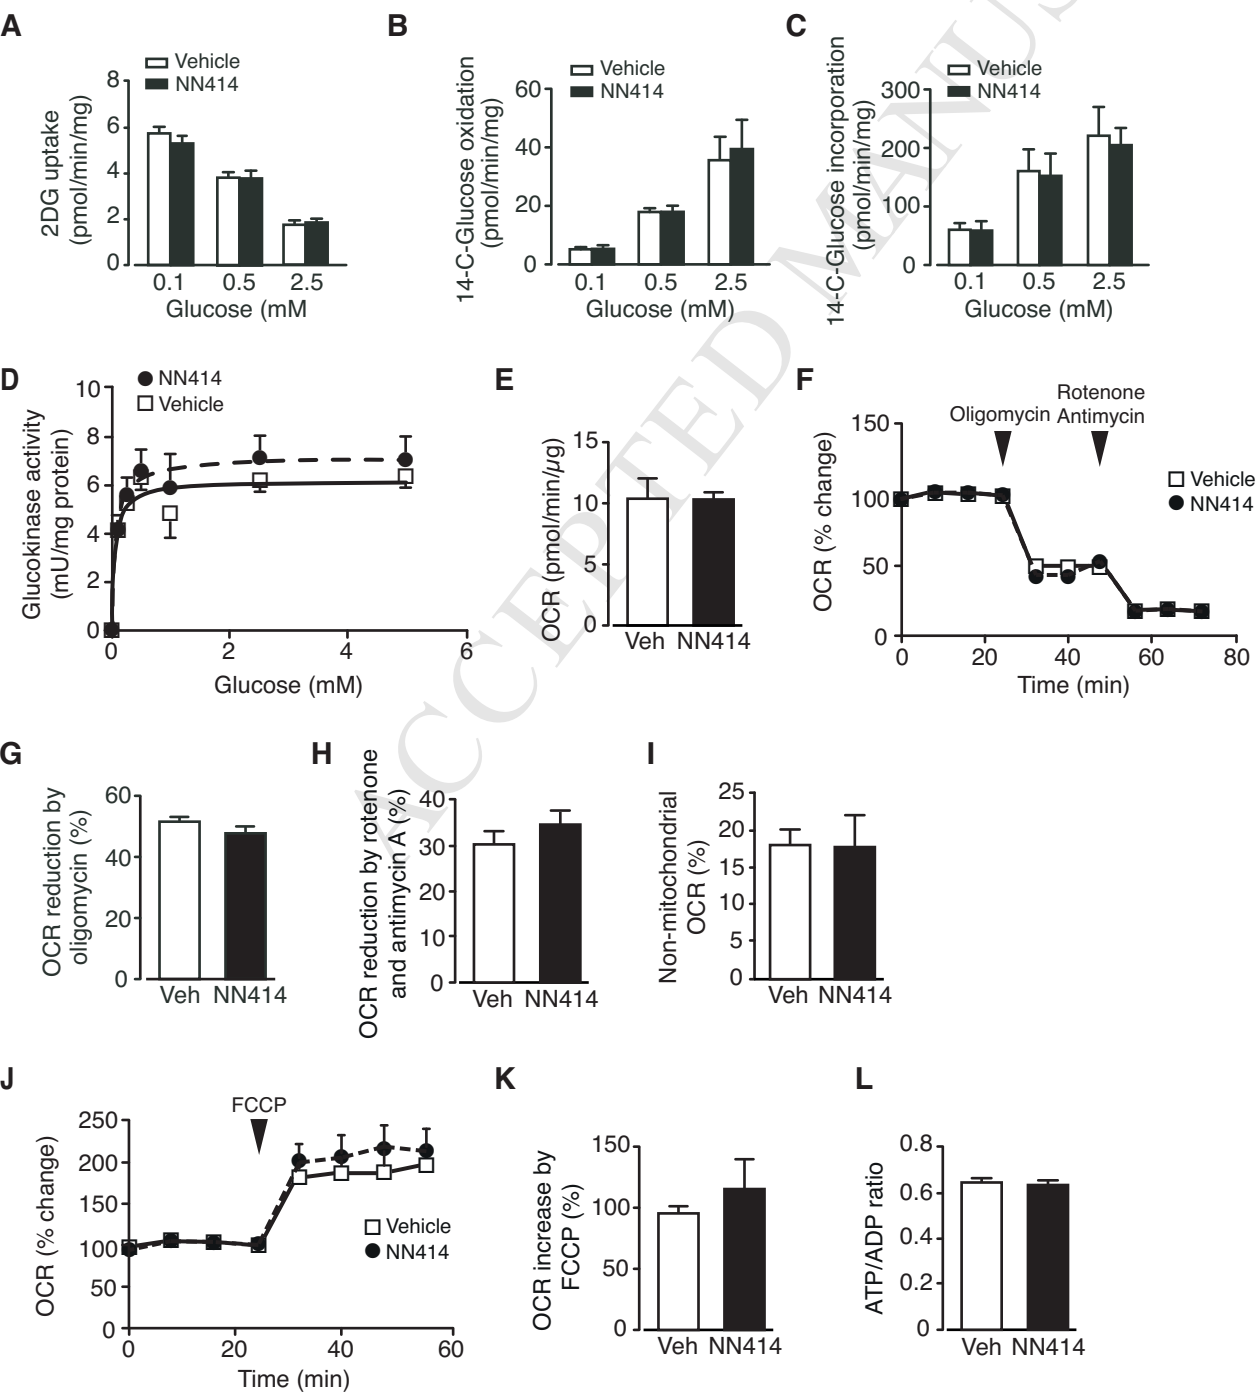 A
Vehicle
NN414
2DG uptake
(pmol/min/mg)
8
6
4
2
0
0.1 0.5 2.5
Glucose (mM
B
Vehicle
NN414
14-C-Glucose oxidation
(pmol/min/mg)
60
40
20
0
0.1 0.5 2.5
Glucose (mM)
C
Vehicle
NN414
14-C-Glucose incorporation
(pmol/min/mg)
300
200
100
0
0.1 0.5 2.5
Glucose (mM)
D
NN414
Vehicle
Glucokinase activity
(mU/mg protein)
10
8
6
4
2
0
0 2 4 6
Glucose (mM)
E
OCR (pmol/min/µg)
15
10
5
0
Veh NN414
F
Oligomycin
Rotenone
Antimycin
OCR (% change)
150
100
50
0
Vehicle
NN414
0 20 40 60 80
Time (min)
G
OCR reduction by
oligomycin (%)
60
40
20
0
Veh NN414
H
OCR reduction by rotenone
and antimycin A (%)
40
30
20
10
0
Veh NN414
I
Non-mitochondrial
OCR (%)
25
20
15
10
5
0
Veh NN414
J
FCCP
OCR (% change)
250
200
150
100
50
0
Vehicle
NN414
0 20 40 60
Time (min)
K
OCR increase by
FCCP (%)
150
100
50
0
Veh NN414
L
ATP/ADP ratio
0.8
0.6
0.4
0.2
0
Veh NN414
ACCEPTED MANUS